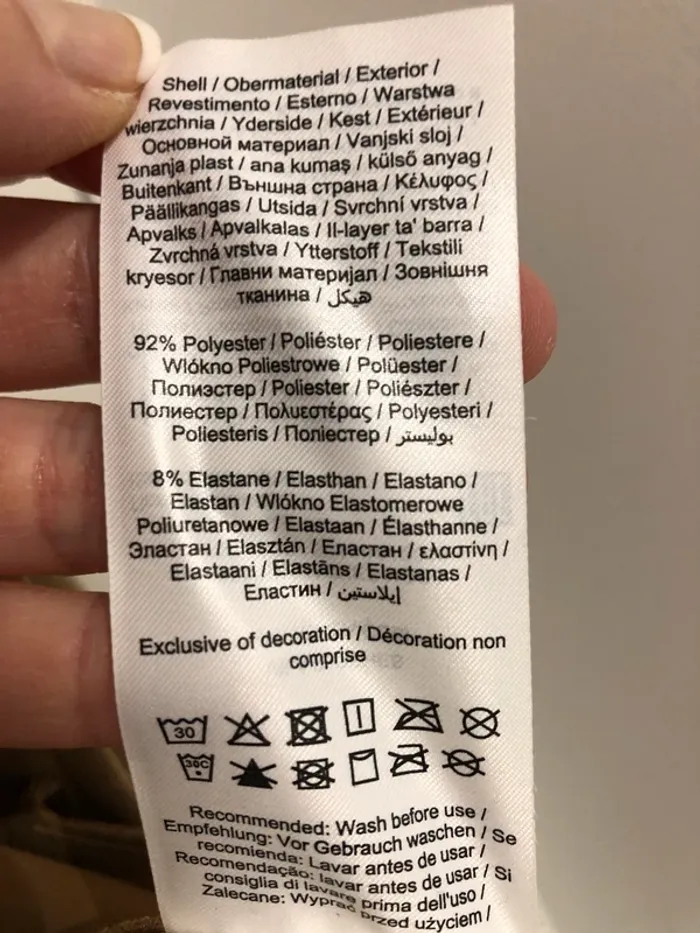 Shell / Obermaterial / Exterior /
Revestimento / Esterno / Warstwa
wierzchnia / Yderside / Kest / Extérieur /
Основной материал / Vanjski sloj /
Zunanja plast / ana kumaş / külső anyag /
Buitenkant / Външна страна / Κέλυφος /
Päällikangas / Utsida / Svrchní vrstva /
Apvalks / Apvalkalas / Il-layer ta' barra /
Zvrchná vrstva / Ytterstoff / Tekstili
kryesor / Главни материјал / Зовнішня
тканина / هيكل
92% Polyester / Poliéster / Poliestere /
Wlókno Poliestrowe / Polüester /
Полиэстер / Poliester / Poliészter /
Полиестер / Πολυεστέρας / Polyesteri /
Poliesteris / Поліестер / بوليستر
8% Elastane / Elasthan / Elastano /
Elastan / Wlókno Elastomerowe
Poliuretanowe / Elastaan / Élasthanne /
Эластан / Elasztán / Еластан / ελαστίνη /
Elastaani / Elastāns / Elastanas /
Еластин / إيلاستين
Exclusive of decoration / Décoration non
comprise
30
30C
Recommended: Wash before use /
Empfehlung: Vor Gebrauch waschen / Se
recomienda: Lavar antes de usar /
Recomendação: lavar antes de usar / Si
consiglia di lavare prima dell'uso /
Zalecane: Wyprać przed użyciem /